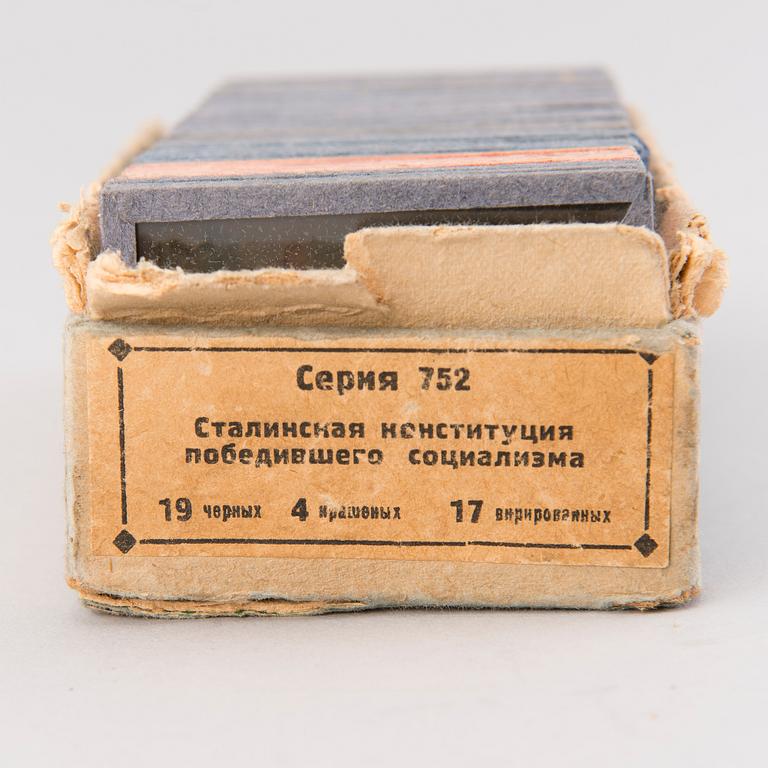 Серия 752
Сталинская конституция
победившего социализма
19 черных 4 крашеных 17 вирированных